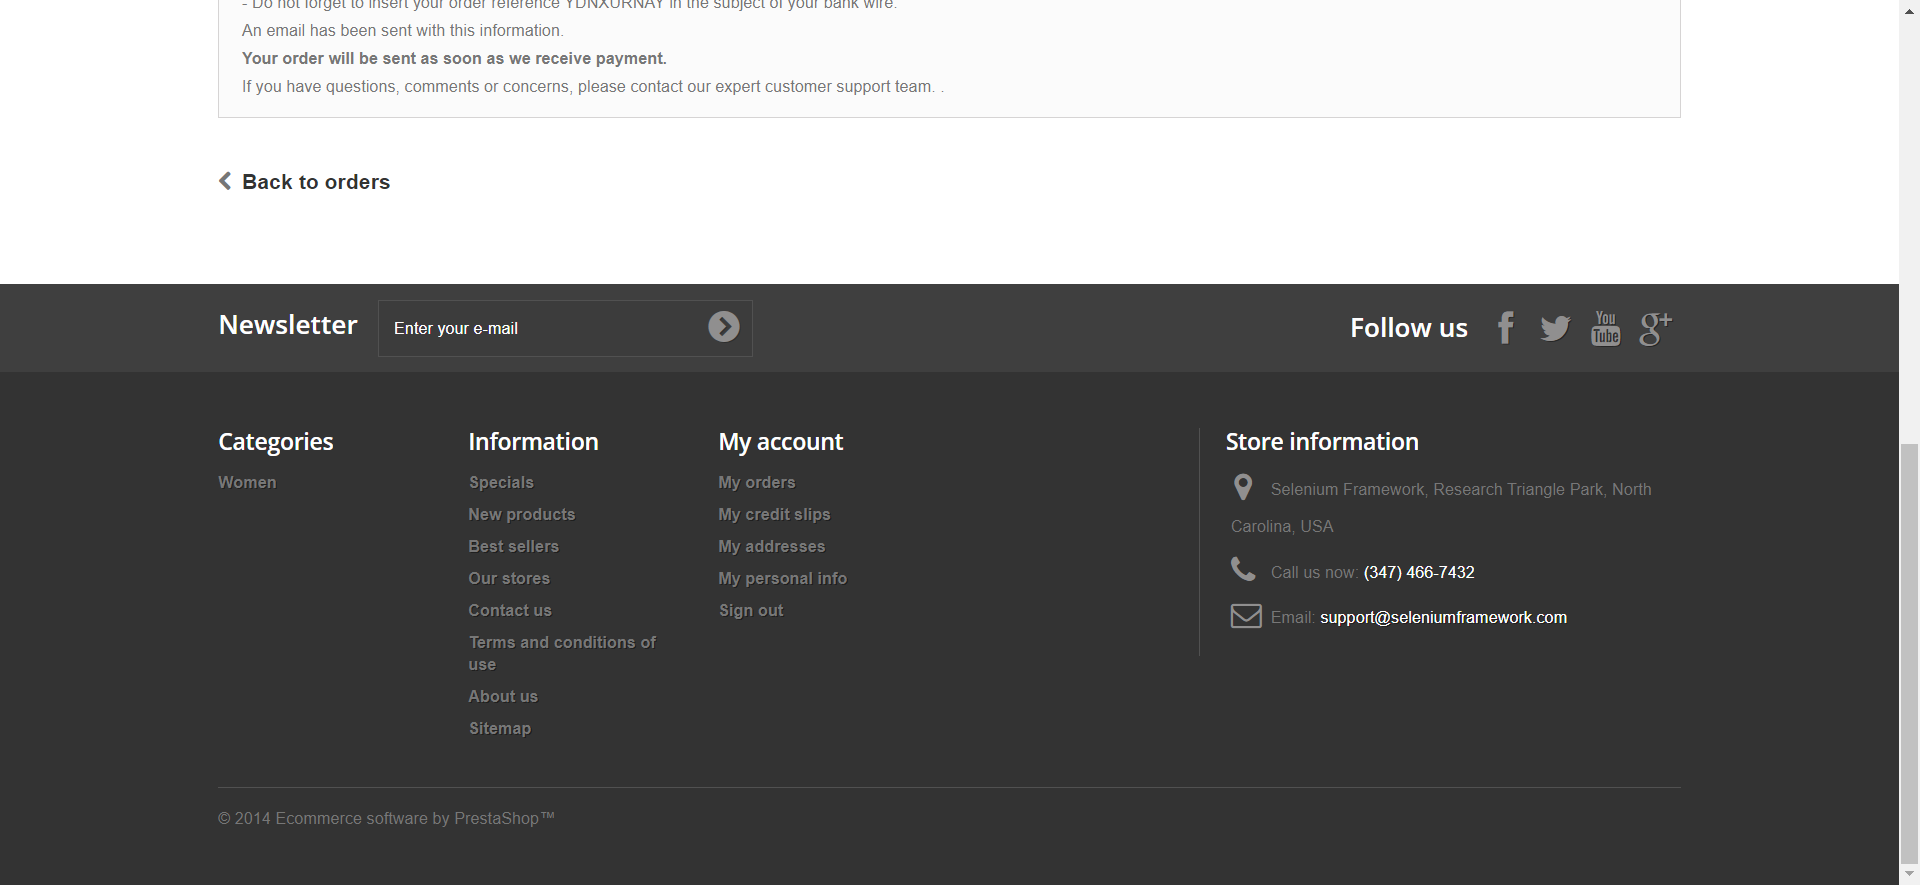 - Do not forget to insert your order reference YDNXURNAY in the subject of your bank wire.
An email has been sent with this information.
Your order will be sent as soon as we receive payment.
If you have questions, comments or concerns, please contact our expert customer support team. .
Back to orders
Newsletter
Enter your e-mail
Follow us
You
Tube
g+
Categories
Women
Information
Specials
New products
Best sellers
Our stores
Contact us
Terms and conditions of
use
About us
Sitemap
My account
My orders
My credit slips
My addresses
My personal info
Sign out
Store information
Selenium Framework, Research Triangle Park, North
Carolina, USA
Call us now: (347) 466-7432
Email: support@seleniumframework.com
© 2014 Ecommerce software by PrestaShop™